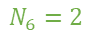 N₆ = 2